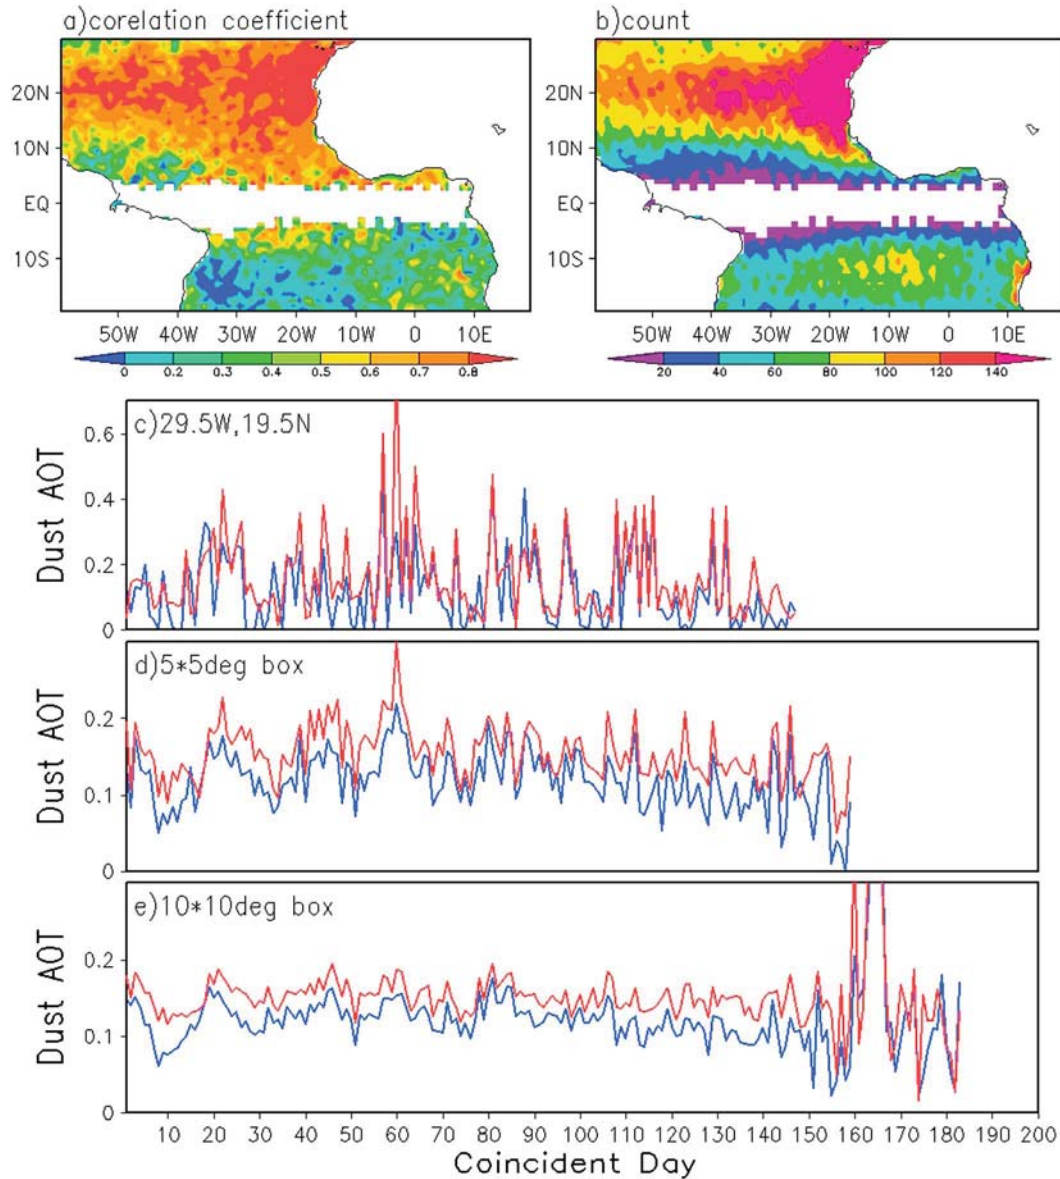 a)corelation coefficient
b)count
20N
10N
EQ
10S
50W 40W 30W 20W 10W 0 10E
0 0.2 0.3 0.4 0.5 0.6 0.7 0.8
20N
10N
EQ
10S
50W 40W 30W 20W 10W 0 10E
20 40 60 80 100 120 140
c)29.5W,19.5N
Dust AOT
0.6
0.4
0.2
0
d)5*5deg box
Dust AOT
0.2
0.1
0
e)10*10deg box
Dust AOT
0.2
0.1
0
10 20 30 40 50 60 70 80 90 100 110 120 130 140 150 160 170 180 190 200
Coincident Day